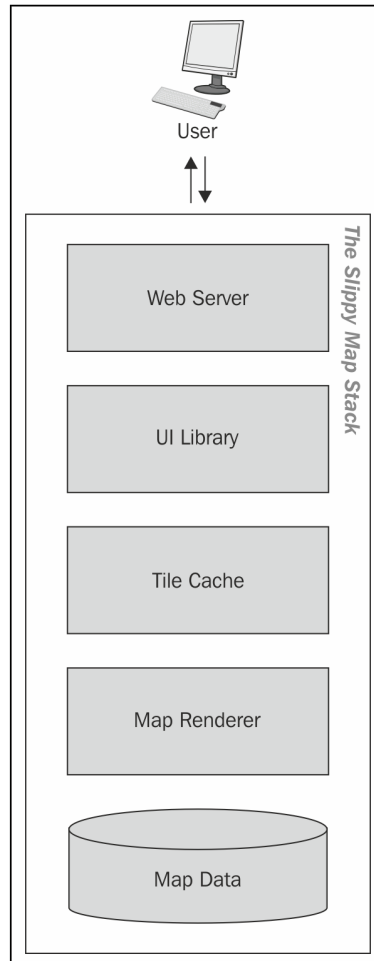 User
The Slippy Map Stack
Web Server
UI Library
Tile Cache
Map Renderer
Map Data